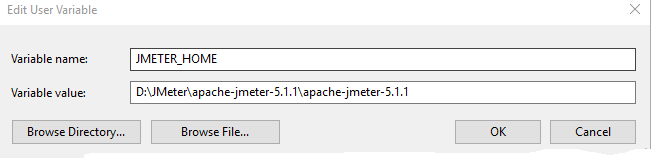 Edit User Variable
Variable name: JMETER_HOME
Variable value: D:\JMeter\apache-jmeter-5.1.1\apache-jmeter-5.1.1
Browse Directory... Browse File... OK Cancel